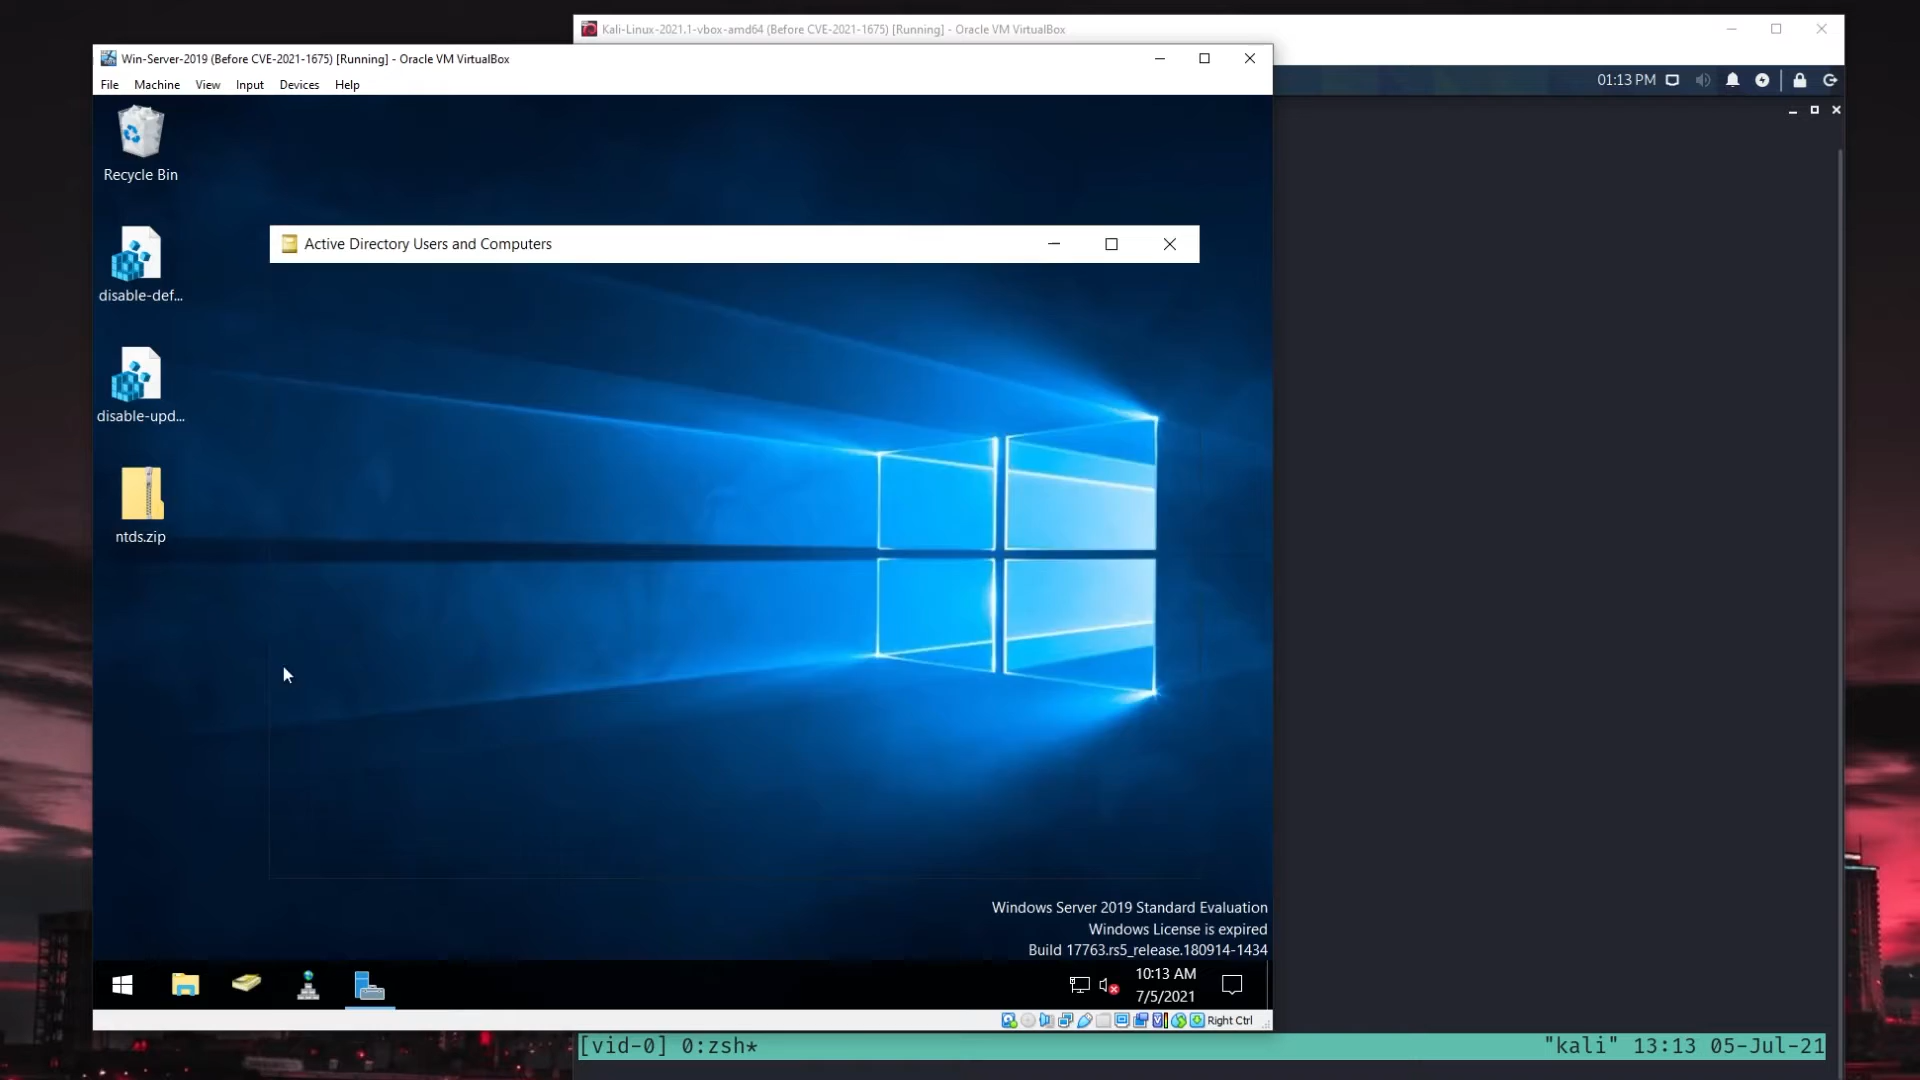 Kali-Linux-2021.1-vbox-amd64 (Before CVE-2021-1675) [Running] - Oracle VM VirtualBox
Win-Server-2019 (Before CVE-2021-1675) [Running] - Oracle VM VirtualBox
File Machine View Input Devices Help
01:13 PM
Recycle Bin
Active Directory Users and Computers
disable-def...
disable-upd...
ntds.zip
Windows Server 2019 Standard Evaluation
Windows License is expired
Build 17763.rs5_release.180914-1434
10:13 AM
7/5/2021
Right Ctrl
[vid-0] 0:zsh*
"kali" 13:13 05-Jul-21